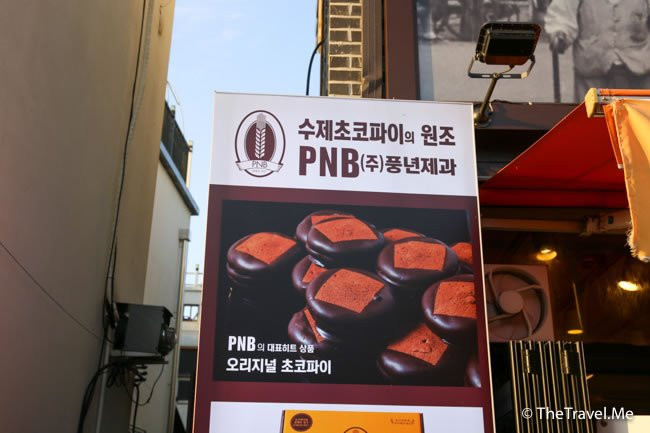 수제초코파이의 원조
PNB (주)풍년제과
PNB
PNB의 대표히트 상품
오리지널 초코파이
© TheTravel.Me